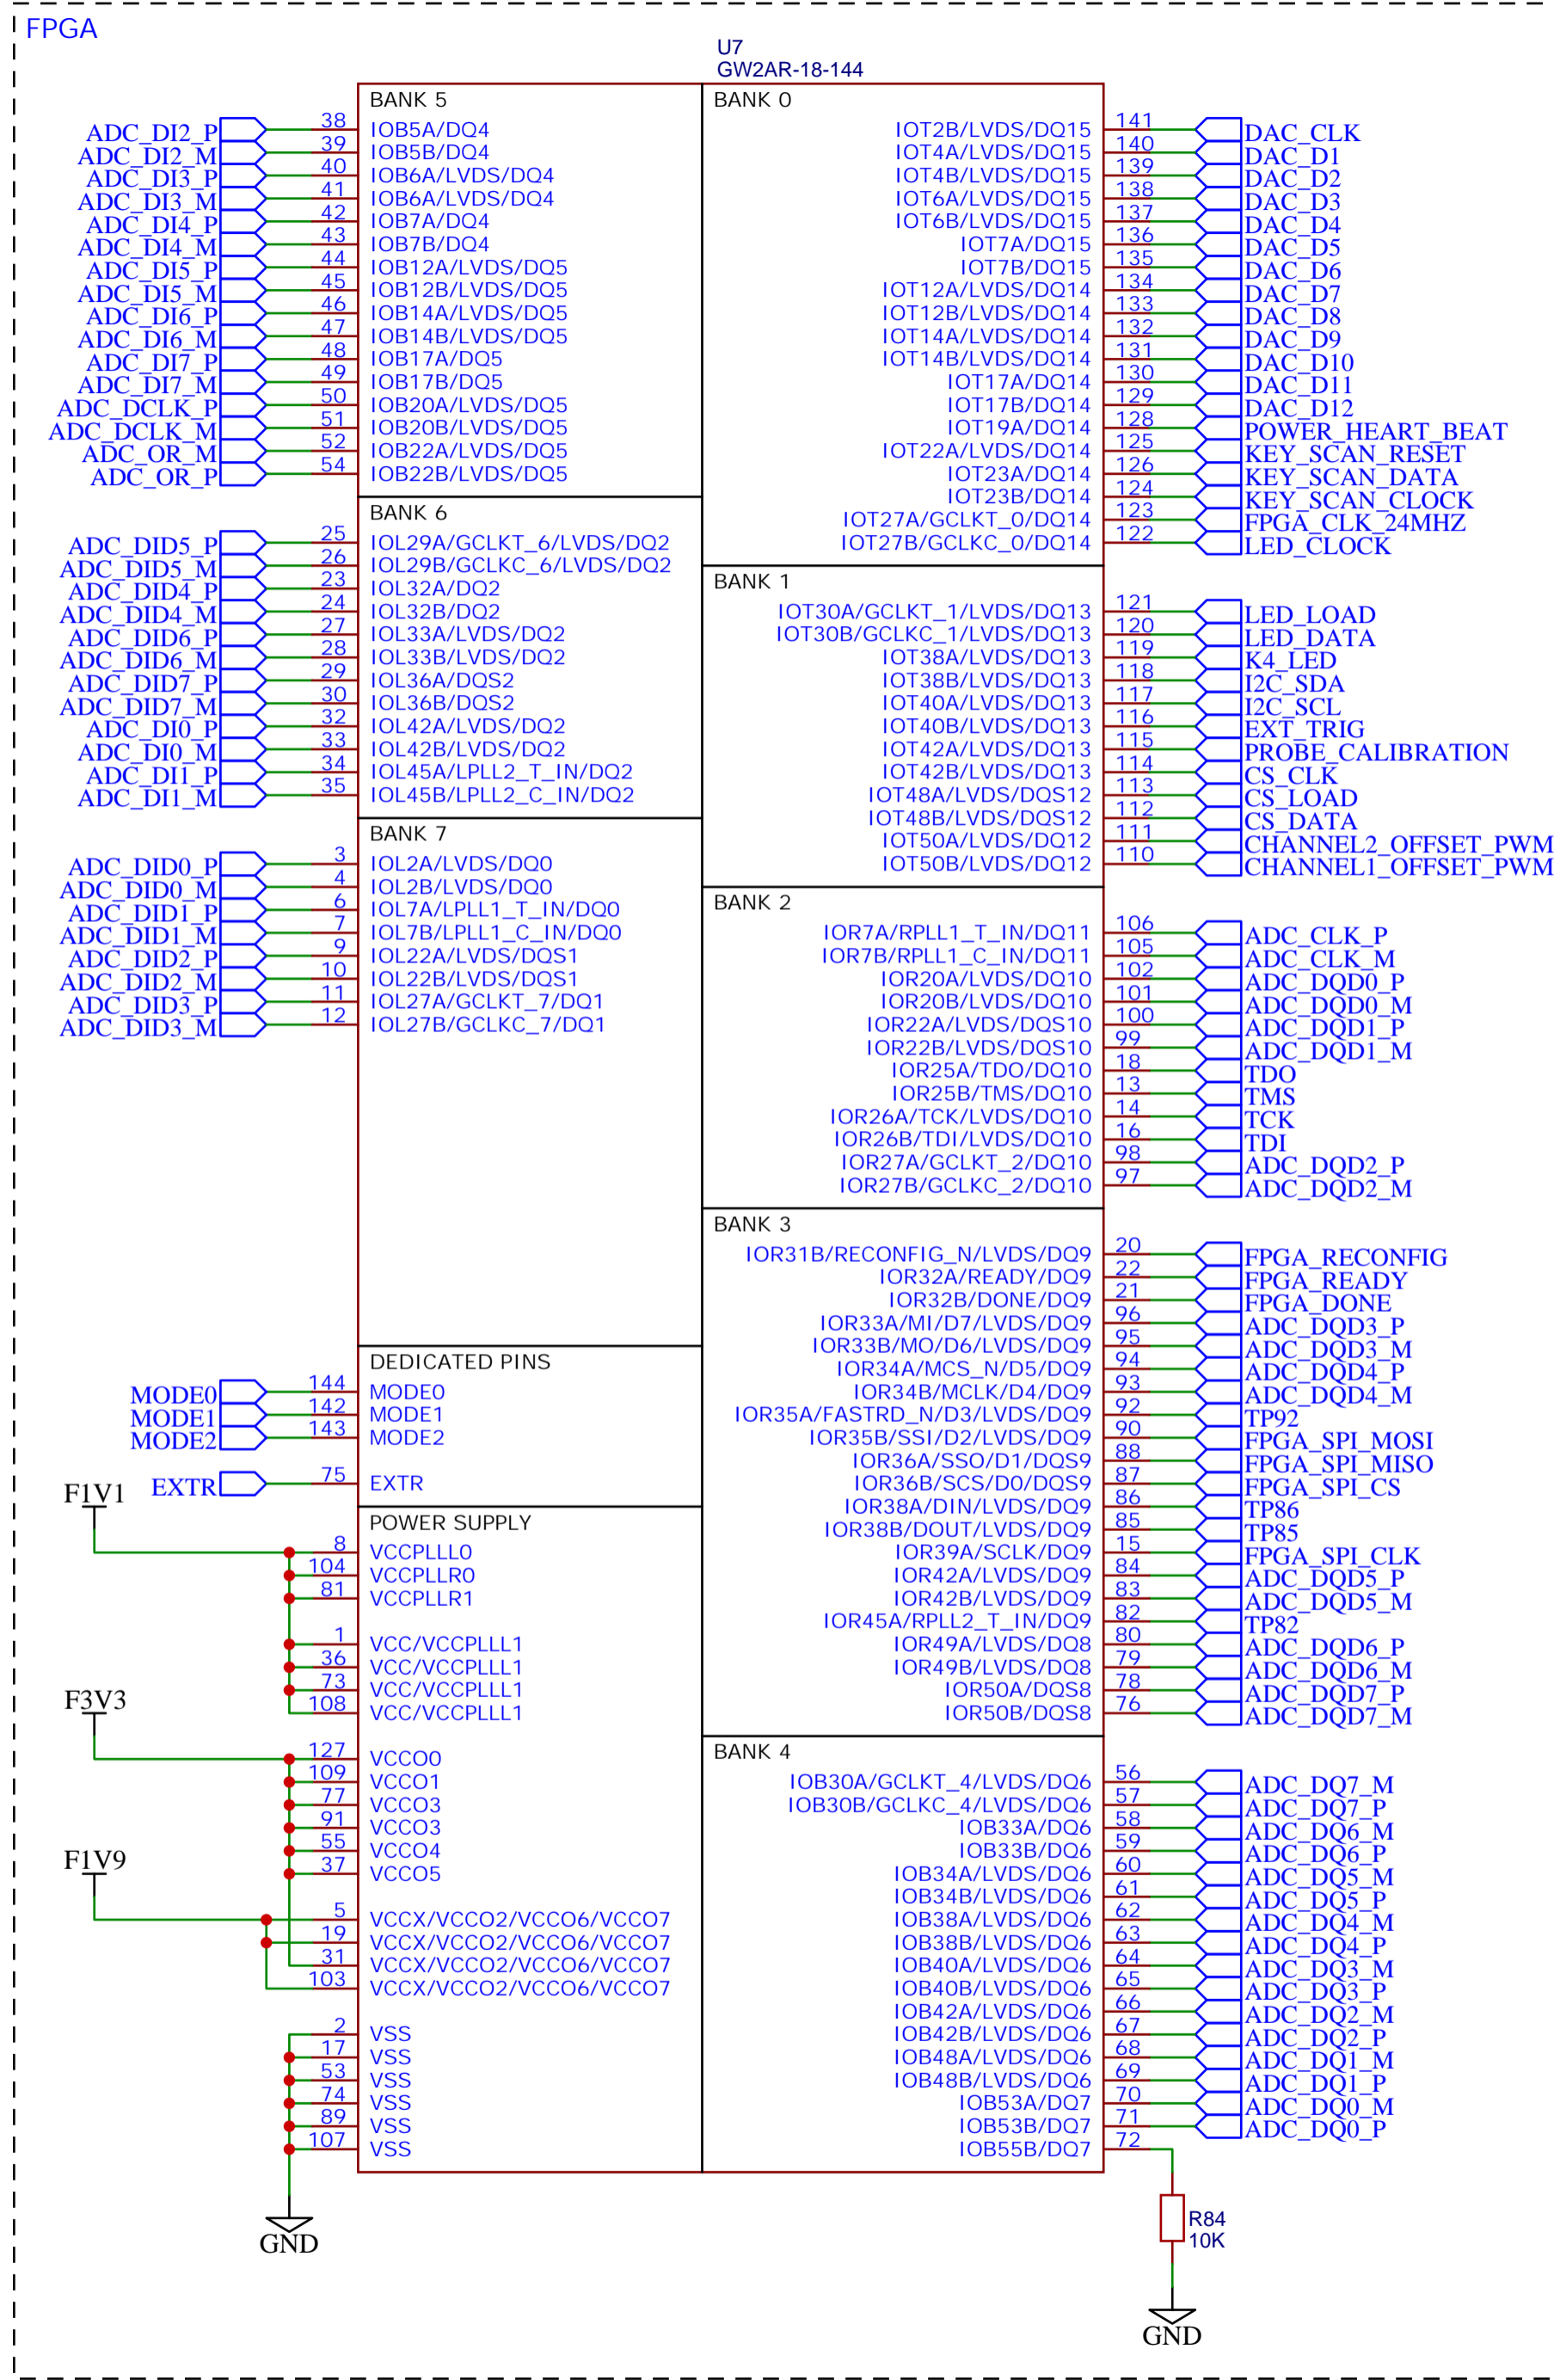 FPGA
U7
GW2AR-18-144
BANK 5
ADC_DI2_P 38 IOB5A/DQ4
ADC_DI2_M 39 IOB5B/DQ4
ADC_DI3_P 40 IOB6A/LVDS/DQ4
ADC_DI3_M 41 IOB6A/LVDS/DQ4
ADC_DI4_P 42 IOB7A/DQ4
ADC_DI4_M 43 IOB7B/DQ4
ADC_DI5_P 44 IOB12A/LVDS/DQ5
ADC_DI5_M 45 IOB12B/LVDS/DQ5
ADC_DI6_P 46 IOB14A/LVDS/DQ5
ADC_DI6_M 47 IOB14B/LVDS/DQ5
ADC_DI7_P 48 IOB17A/DQ5
ADC_DI7_M 49 IOB17B/DQ5
ADC_DCLK_P 50 IOB20A/LVDS/DQ5
ADC_DCLK_M 51 IOB20B/LVDS/DQ5
ADC_OR_M 52 IOB22A/LVDS/DQ5
ADC_OR_P 54 IOB22B/LVDS/DQ5
BANK 6
ADC_DID5_P 25 IOL29A/GCLKT_6/LVDS/DQ2
ADC_DID5_M 26 IOL29B/GCLKC_6/LVDS/DQ2
ADC_DID4_P 23 IOL32A/DQ2
ADC_DID4_M 24 IOL32B/DQ2
ADC_DID6_P 27 IOL33A/LVDS/DQ2
ADC_DID6_M 28 IOL33B/LVDS/DQ2
ADC_DID7_P 29 IOL36A/DQS2
ADC_DID7_M 30 IOL36B/DQS2
ADC_DI0_P 32 IOL42A/LVDS/DQ2
ADC_DI0_M 33 IOL42B/LVDS/DQ2
ADC_DI1_P 34 IOL45A/LPLL2_T_IN/DQ2
ADC_DI1_M 35 IOL45B/LPLL2_C_IN/DQ2
BANK 7
ADC_DID0_P 3 IOL2A/LVDS/DQ0
ADC_DID0_M 4 IOL2B/LVDS/DQ0
ADC_DID1_P 6 IOL7A/LPLL1_T_IN/DQ0
ADC_DID1_M 7 IOL7B/LPLL1_C_IN/DQ0
ADC_DID2_P 9 IOL22A/LVDS/DQS1
ADC_DID2_M 10 IOL22B/LVDS/DQS1
ADC_DID3_P 11 IOL27A/GCLKT_7/DQ1
ADC_DID3_M 12 IOL27B/GCLKC_7/DQ1
DEDICATED PINS
MODE0 144 MODE0
MODE1 142 MODE1
MODE2 143 MODE2
EXTR 75 EXTR
POWER SUPPLY
F1V1
8 VCCPLLL0
104 VCCPLLR0
81 VCCPLLR1
1 VCC/VCCPLLL1
36 VCC/VCCPLLL1
73 VCC/VCCPLLL1
108 VCC/VCCPLLL1
F3V3
127 VCCO0
109 VCCO1
77 VCCO3
91 VCCO3
55 VCCO4
37 VCCO5
F1V9
5 VCCX/VCCO2/VCCO6/VCCO7
19 VCCX/VCCO2/VCCO6/VCCO7
31 VCCX/VCCO2/VCCO6/VCCO7
103 VCCX/VCCO2/VCCO6/VCCO7
2 VSS
17 VSS
53 VSS
74 VSS
89 VSS
107 VSS
GND
BANK 0
IOT2B/LVDS/DQ15 141 DAC_CLK
IOT4A/LVDS/DQ15 140 DAC_D1
IOT4B/LVDS/DQ15 139 DAC_D2
IOT6A/LVDS/DQ15 138 DAC_D3
IOT6B/LVDS/DQ15 137 DAC_D4
IOT7A/DQ15 136 DAC_D5
IOT7B/DQ15 135 DAC_D6
IOT12A/LVDS/DQ14 134 DAC_D7
IOT12B/LVDS/DQ14 133 DAC_D8
IOT14A/LVDS/DQ14 132 DAC_D9
IOT14B/LVDS/DQ14 131 DAC_D10
IOT17A/DQ14 130 DAC_D11
IOT17B/DQ14 129 DAC_D12
IOT19A/DQ14 128 POWER_HEART_BEAT
IOT22A/LVDS/DQ14 125 KEY_SCAN_RESET
IOT23A/DQ14 126 KEY_SCAN_DATA
IOT23B/DQ14 124 KEY_SCAN_CLOCK
IOT27A/GCLKT_0/DQ14 123 FPGA_CLK_24MHZ
IOT27B/GCLKC_0/DQ14 122 LED_CLOCK
BANK 1
IOT30A/GCLKT_1/LVDS/DQ13 121 LED_LOAD
IOT30B/GCLKC_1/LVDS/DQ13 120 LED_DATA
IOT38A/LVDS/DQ13 119 K4_LED
IOT38B/LVDS/DQ13 118 I2C_SDA
IOT40A/LVDS/DQ13 117 I2C_SCL
IOT40B/LVDS/DQ13 116 EXT_TRIG
IOT42A/LVDS/DQ13 115 PROBE_CALIBRATION
IOT42B/LVDS/DQ13 114 CS_CLK
IOT48A/LVDS/DQS12 113 CS_LOAD
IOT48B/LVDS/DQS12 112 CS_DATA
IOT50A/LVDS/DQ12 111 CHANNEL2_OFFSET_PWM
IOT50B/LVDS/DQ12 110 CHANNEL1_OFFSET_PWM
BANK 2
IOR7A/RPLL1_T_IN/DQ11 106 ADC_CLK_P
IOR7B/RPLL1_C_IN/DQ11 105 ADC_CLK_M
IOR20A/LVDS/DQ10 102 ADC_DQD0_P
IOR20B/LVDS/DQ10 101 ADC_DQD0_M
IOR22A/LVDS/DQS10 100 ADC_DQD1_P
IOR22B/LVDS/DQS10 99 ADC_DQD1_M
IOR25A/TDO/DQ10 18 TDO
IOR25B/TMS/DQ10 13 TMS
IOR26A/TCK/LVDS/DQ10 14 TCK
IOR26B/TDI/LVDS/DQ10 16 TDI
IOR27A/GCLKT_2/DQ10 98 ADC_DQD2_P
IOR27B/GCLKC_2/DQ10 97 ADC_DQD2_M
BANK 3
IOR31B/RECONFIG_N/LVDS/DQ9 20 FPGA_RECONFIG
IOR32A/READY/DQ9 22 FPGA_READY
IOR32B/DONE/DQ9 21 FPGA_DONE
IOR33A/MI/D7/LVDS/DQ9 96 ADC_DQD3_P
IOR33B/MO/D6/LVDS/DQ9 95 ADC_DQD3_M
IOR34A/MCS_N/D5/DQ9 94 ADC_DQD4_P
IOR34B/MCLK/D4/DQ9 93 ADC_DQD4_M
IOR35A/FASTRD_N/D3/LVDS/DQ9 92 TP92
IOR35B/SSI/D2/LVDS/DQ9 90 FPGA_SPI_MOSI
IOR36A/SSO/D1/DQS9 88 FPGA_SPI_MISO
IOR36B/SCS/D0/DQS9 87 FPGA_SPI_CS
IOR38A/DIN/LVDS/DQ9 86 TP86
IOR38B/DOUT/LVDS/DQ9 85 TP85
IOR39A/SCLK/DQ9 15 FPGA_SPI_CLK
IOR42A/LVDS/DQ9 84 ADC_DQD5_P
IOR42B/LVDS/DQ9 83 ADC_DQD5_M
IOR45A/RPLL2_T_IN/DQ9 82 TP82
IOR49A/LVDS/DQ8 80 ADC_DQD6_P
IOR49B/LVDS/DQ8 79 ADC_DQD6_M
IOR50A/DQS8 78 ADC_DQD7_P
IOR50B/DQS8 76 ADC_DQD7_M
BANK 4
IOB30A/GCLKT_4/LVDS/DQ6 56 ADC_DQ7_M
IOB30B/GCLKC_4/LVDS/DQ6 57 ADC_DQ7_P
IOB33A/DQ6 58 ADC_DQ6_M
IOB33B/DQ6 59 ADC_DQ6_P
IOB34A/LVDS/DQ6 60 ADC_DQ5_M
IOB34B/LVDS/DQ6 61 ADC_DQ5_P
IOB38A/LVDS/DQ6 62 ADC_DQ4_M
IOB38B/LVDS/DQ6 63 ADC_DQ4_P
IOB40A/LVDS/DQ6 64 ADC_DQ3_M
IOB40B/LVDS/DQ6 65 ADC_DQ3_P
IOB42A/LVDS/DQ6 66 ADC_DQ2_M
IOB42B/LVDS/DQ6 67 ADC_DQ2_P
IOB48A/LVDS/DQ6 68 ADC_DQ1_M
IOB48B/LVDS/DQ6 69 ADC_DQ1_P
IOB53A/DQ7 70 ADC_DQ0_M
IOB53B/DQ7 71 ADC_DQ0_P
IOB55B/DQ7 72
R84
10K
GND